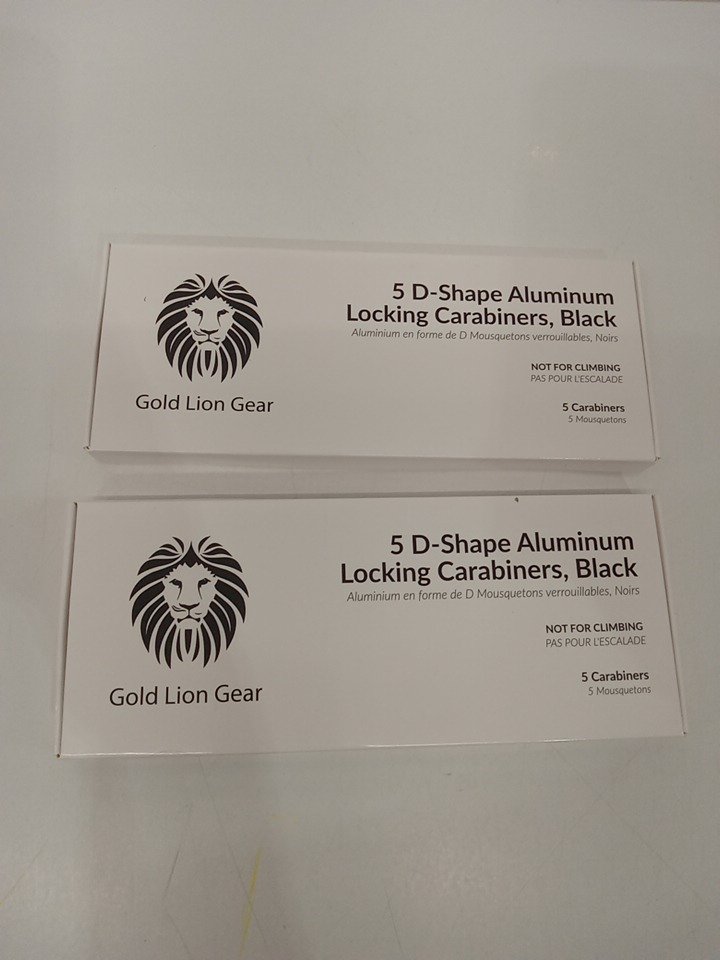 5 D-Shape Aluminum
Locking Carabiners, Black
Aluminium en forme de D Mousquetons verrouillables, Noirs
NOT FOR CLIMBING
PAS POUR L'ESCALADE
5 Carabiners
5 Mousquetons
Gold Lion Gear
5 D-Shape Aluminum
Locking Carabiners, Black
Aluminium en forme de D Mousquetons verrouillables, Noirs
NOT FOR CLIMBING
PAS POUR L'ESCALADE
5 Carabiners
5 Mousquetons
Gold Lion Gear